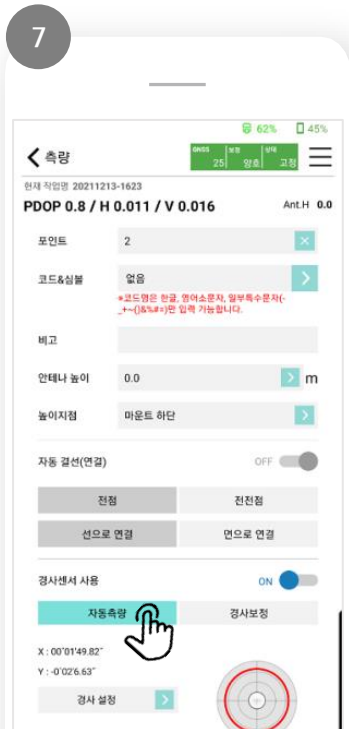 7
62% 45%
측량
GNSS 보정 상태
25 양호 고정
현재 작업명 20211213-1623
PDOP 0.8 / H 0.011 / V 0.016 Ant.H 0.0
포인트 2
코드&심볼 없음
*코드명은 한글, 영어소문자, 일부특수문자(-
_+~()&%#=)만 입력 가능합니다.
비고
안테나 높이 0.0 m
높이지점 마운트 하단
자동 결선(연결) OFF
전점 전전점
선으로 연결 면으로 연결
경사센서 사용 ON
자동측량 경사보정
X : 00˚01'49.82"
Y : -0˚02'6.63"
경사 설정